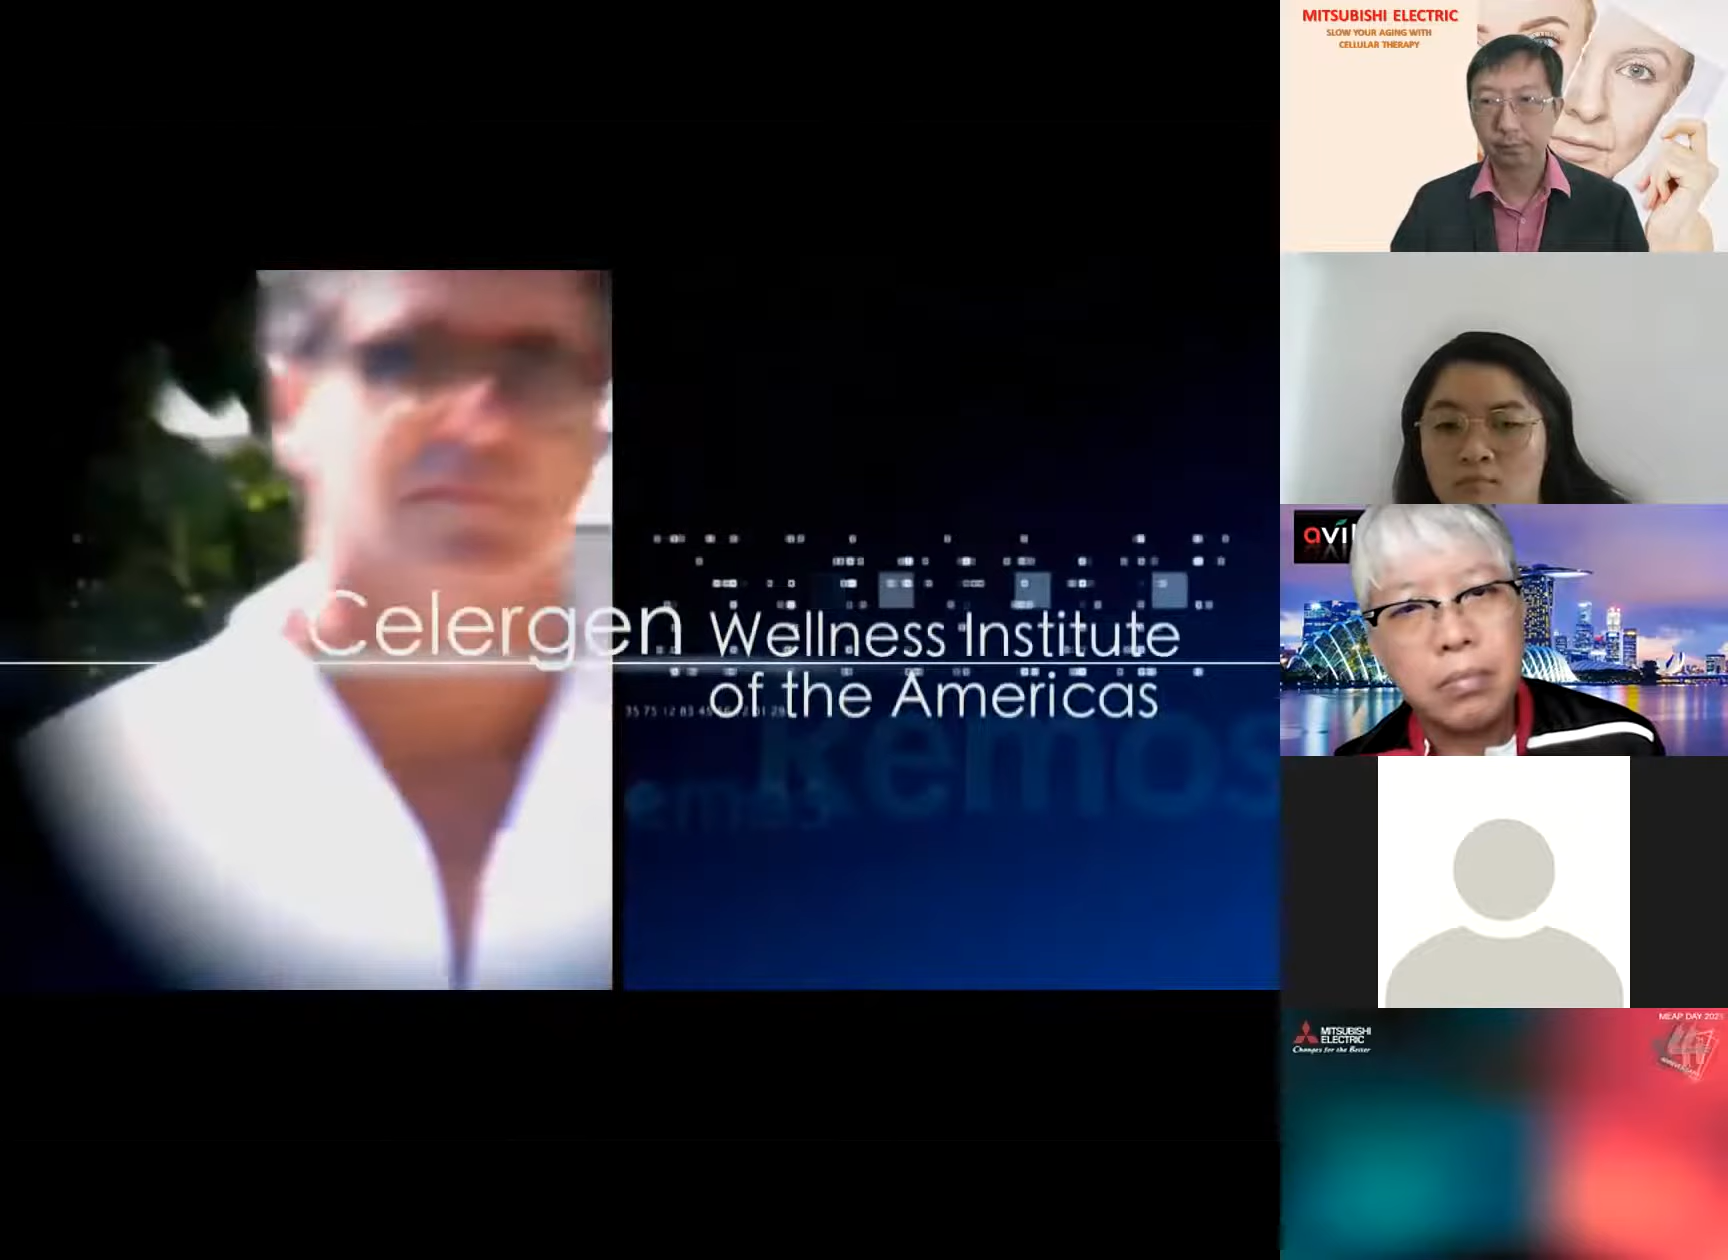 Celergen
Wellness Institute
of the Americas
Remos
MITSUBISHI ELECTRIC
SLOW YOUR AGING WITH
CELLULAR THERAPY
MITSUBISHI
ELECTRIC
Changes for the Better
MEAP DAY 2021